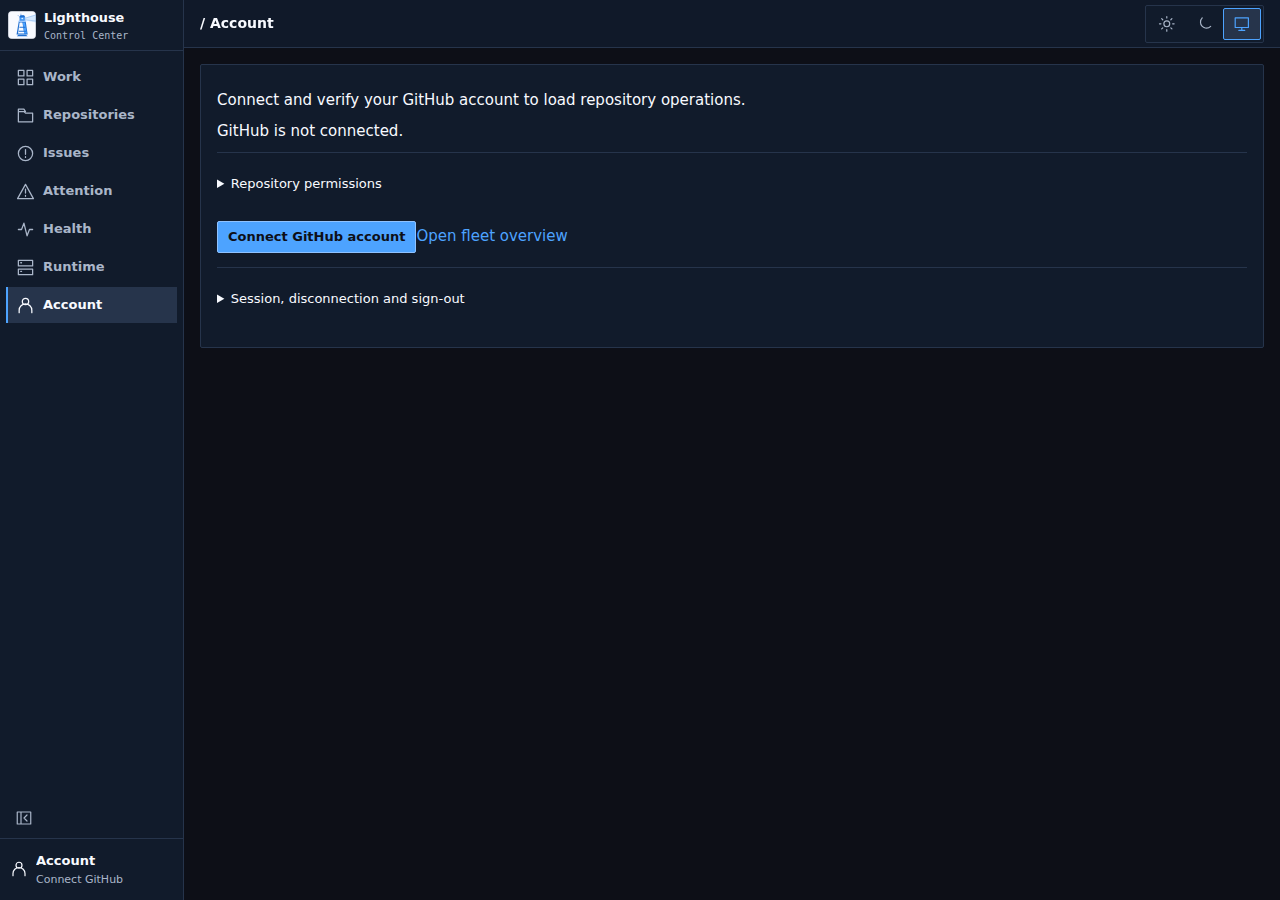 Lighthouse
Control Center
/ Account
Work
Repositories
Issues
Attention
Health
Runtime
Account
Connect and verify your GitHub account to load repository operations.
GitHub is not connected.
Repository permissions
Connect GitHub account Open fleet overview
Session, disconnection and sign-out
Account
Connect GitHub